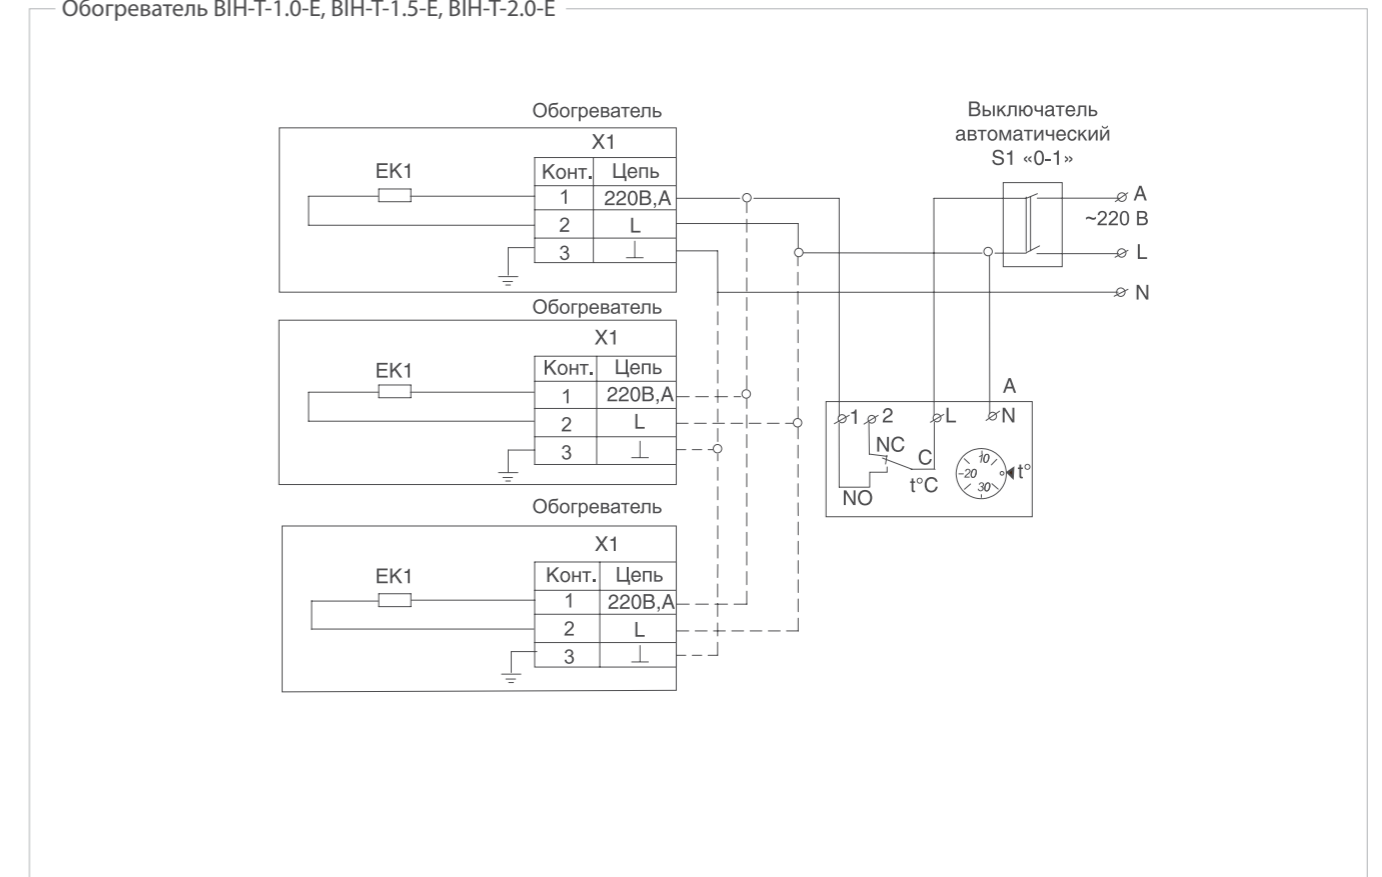 Обогреватель BIH-T-1.0-E, BIH-T-1.5-E, BIH-T-2.0-E
Обогреватель
X1
EK1
Конт. Цепь
1 220В,А
2 L
3 ⊥
Обогреватель
X1
EK1
Конт. Цепь
1 220В,А
2 L
3 ⊥
Обогреватель
X1
EK1
Конт. Цепь
1 220В,А
2 L
3 ⊥
Выключатель
автоматический
S1 «0-1»
A
~220 В
L
N
A
1 2 L N
NC
C
t°C
NO
10
20
30
t°